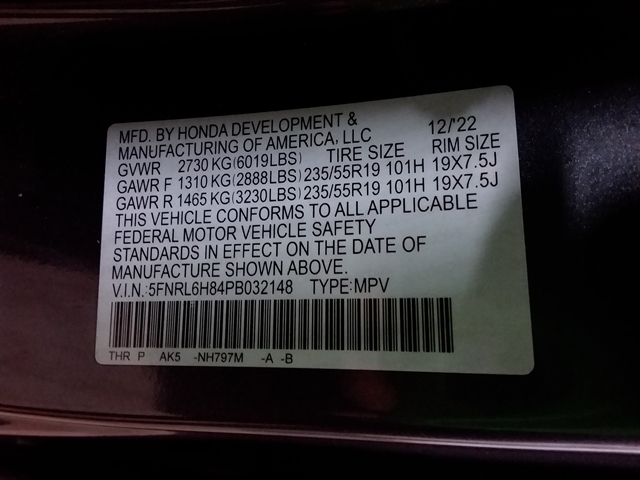 MFD. BY HONDA DEVELOPMENT &
MANUFACTURING OF AMERICA, LLC 12/'22
GVWR 2730 KG(6019LBS) TIRE SIZE RIM SIZE
GAWR F 1310 KG(2888LBS) 235/55R19 101H 19X7.5J
GAWR R 1465 KG(3230LBS) 235/55R19 101H 19X7.5J
THIS VEHICLE CONFORMS TO ALL APPLICABLE
FEDERAL MOTOR VEHICLE SAFETY
STANDARDS IN EFFECT ON THE DATE OF
MANUFACTURE SHOWN ABOVE.
V.I.N.:5FNRL6H84PB032148 TYPE:MPV
THR P AK5 -NH797M -A -B